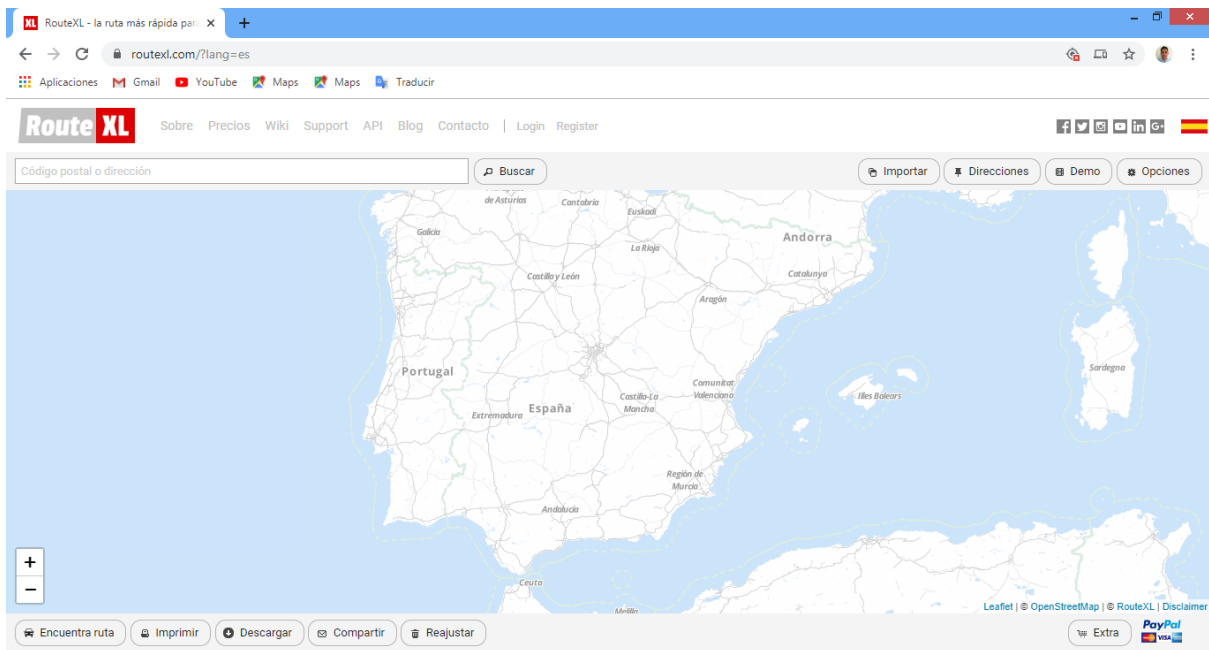 XL RouteXL - la ruta más rápida para
routexl.com/?lang=es
Aplicaciones Gmail YouTube Maps Maps Traducir
Route XL Sobre Precios Wiki Support API Blog Contacto | Login Register
Código postal o dirección Buscar Importar Direcciones Demo Opciones
de Asturias Cantabria
Euskadi
Galicia
Andorra
La Rioja
Castilla y León Catalunya
Aragón
Portugal
Sardegna
Comunitat
Valenciana
Castilla-La
Mancha
Illes Balears
España
Extremadura
Región de
Murcia
Andalucía
+
−
Ceuta
Melilla
Leaflet | © OpenStreetMap | © RouteXL | Disclaimer
Encuentra ruta Imprimir Descargar Compartir Reajustar Extra PayPal
VISA